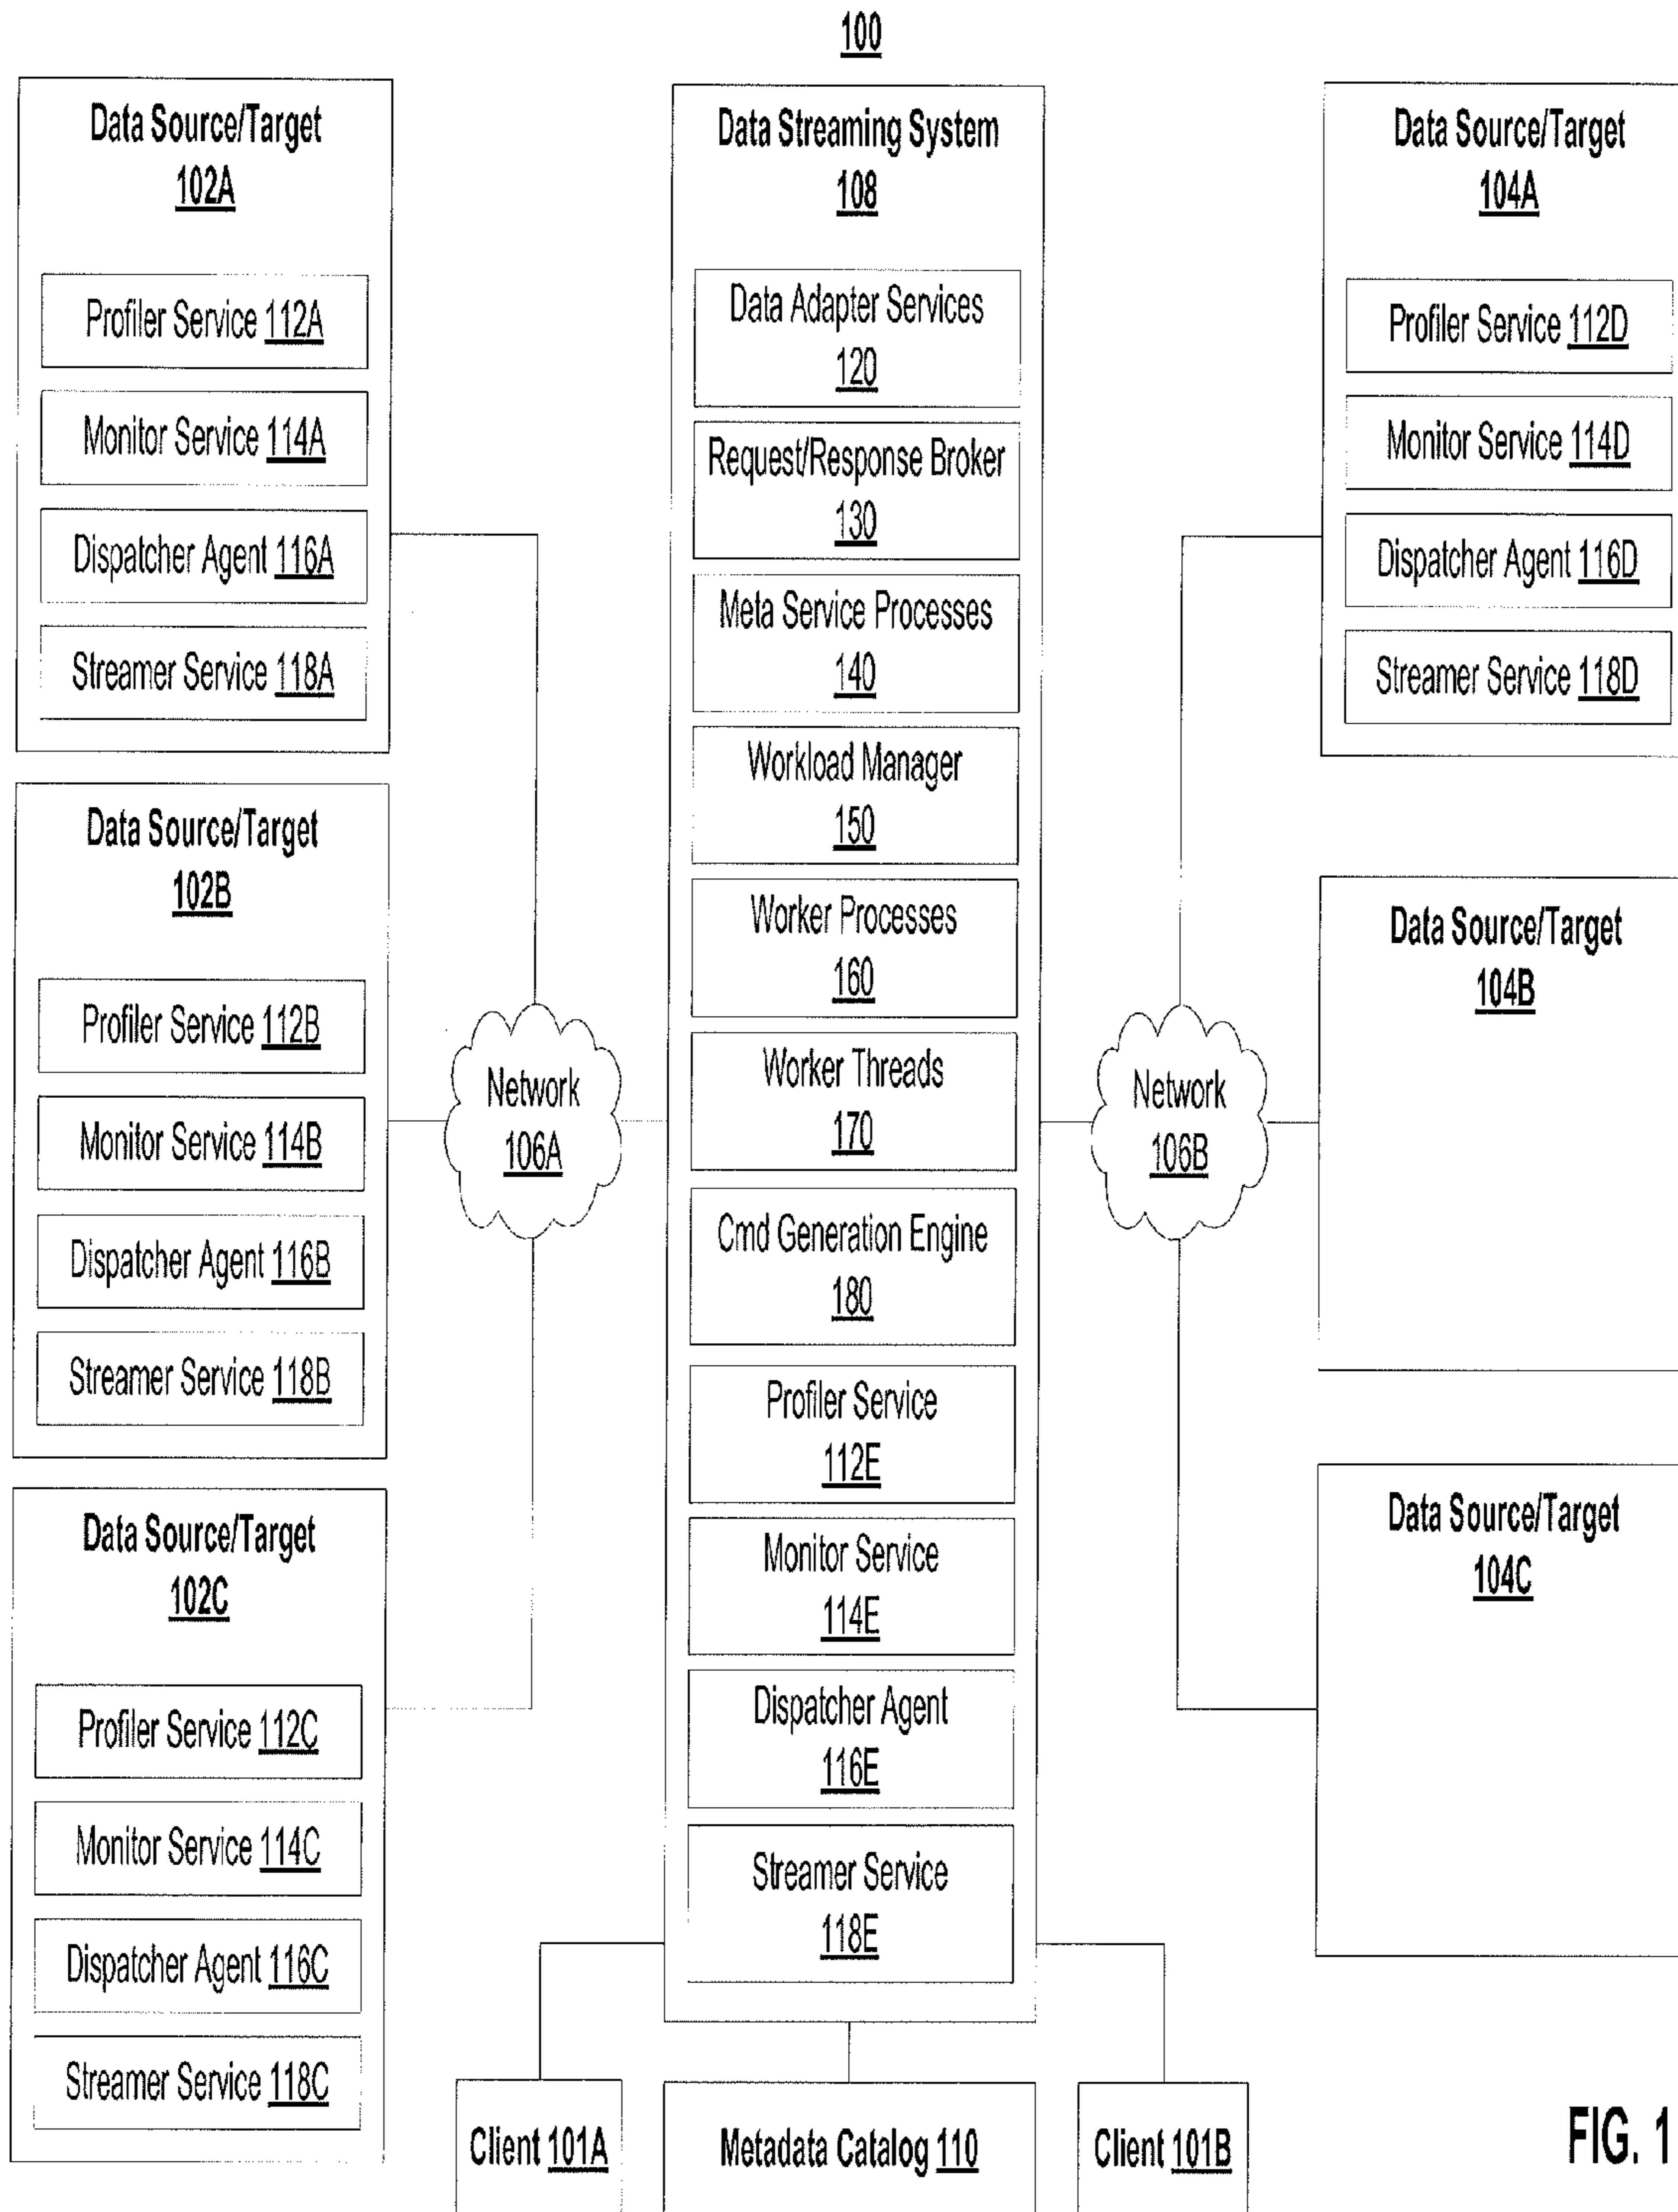 100
Data Source/Target
102A
Profiler Service 112A
Monitor Service 114A
Dispatcher Agent 116A
Streamer Service 118A
Data Source/Target
102B
Profiler Service 112B
Monitor Service 114B
Dispatcher Agent 116B
Streamer Service 118B
Data Source/Target
102C
Profiler Service 112C
Monitor Service 114C
Dispatcher Agent 116C
Streamer Service 118C
Network
106A
Data Streaming System
108
Data Adapter Services
120
Request/Response Broker
130
Meta Service Processes
140
Workload Manager
150
Worker Processes
160
Worker Threads
170
Cmd Generation Engine
180
Profiler Service
112E
Monitor Service
114E
Dispatcher Agent
116E
Streamer Service
118E
Network
106B
Data Source/Target
104A
Profiler Service 112D
Monitor Service 114D
Dispatcher Agent 116D
Streamer Service 118D
Data Source/Target
104B
Data Source/Target
104C
Client 101A
Metadata Catalog 110
Client 101B
FIG. 1